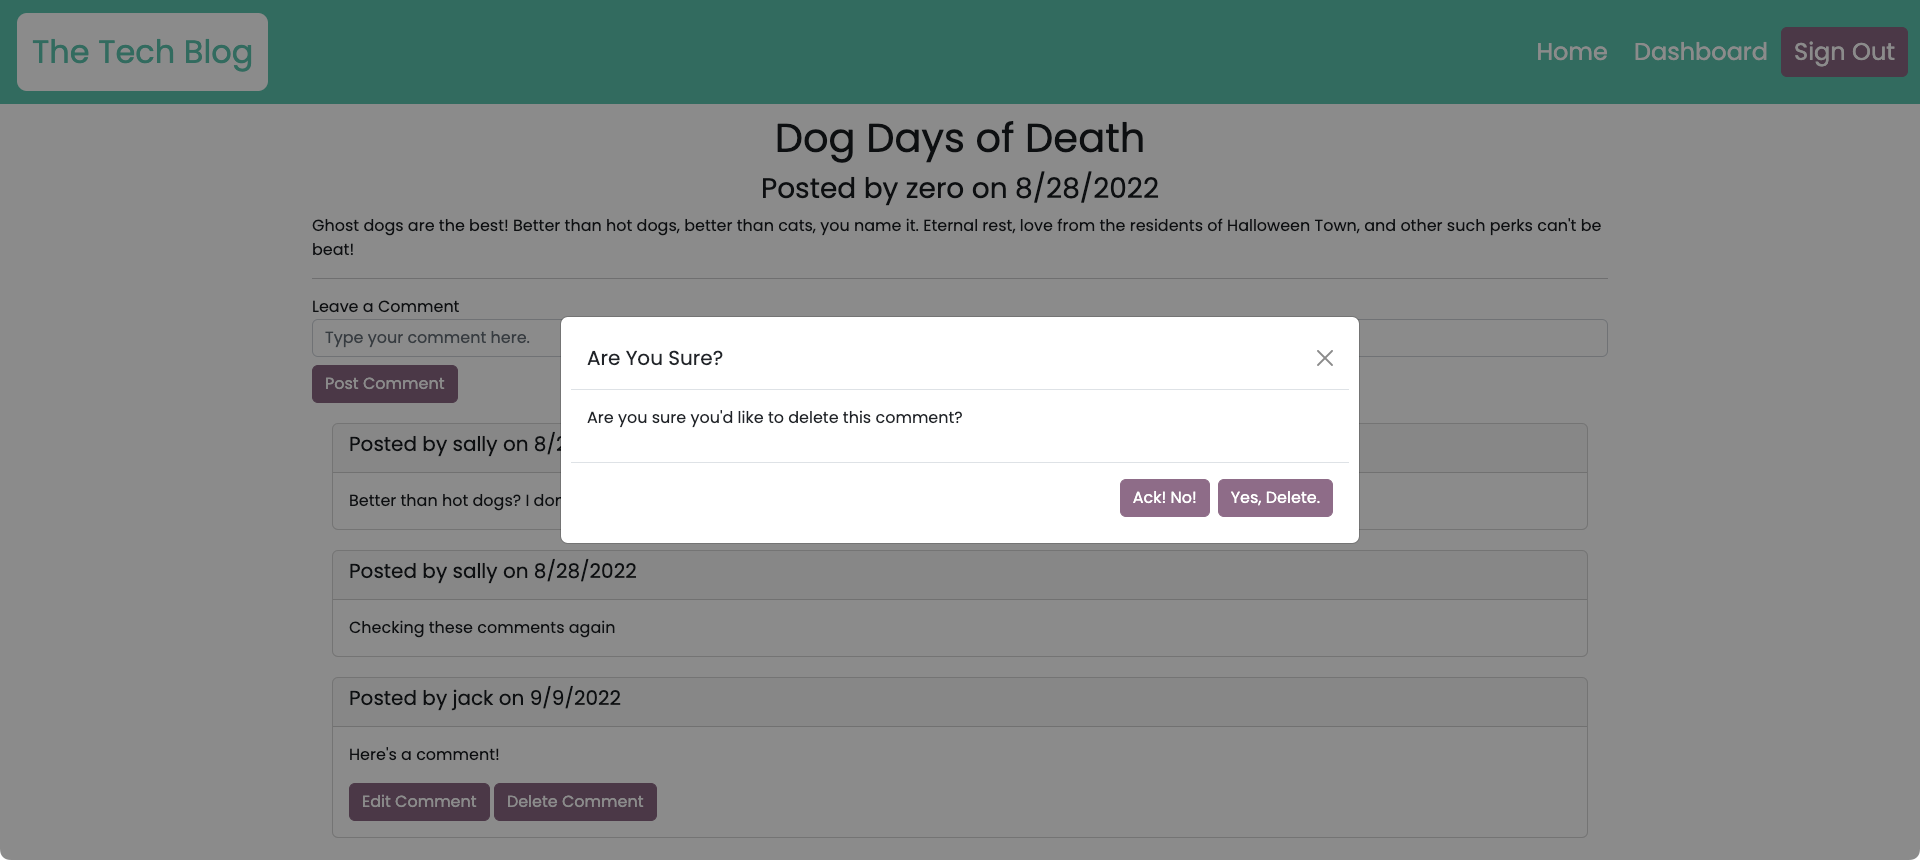 The Tech Blog
Home Dashboard Sign Out
Dog Days of Death
Posted by zero on 8/28/2022
Ghost dogs are the best! Better than hot dogs, better than cats, you name it. Eternal rest, love from the residents of Halloween Town, and other such perks can't be
beat!
Leave a Comment
Type your comment here.
Post Comment
Are You Sure?
Are you sure you'd like to delete this comment?
Ack! No! Yes, Delete.
Posted by sally on
Better than hot dogs? I
Posted by sally on 8/28/2022
Checking these comments again
Posted by jack on 9/9/2022
Here's a comment!
Edit Comment Delete Comment